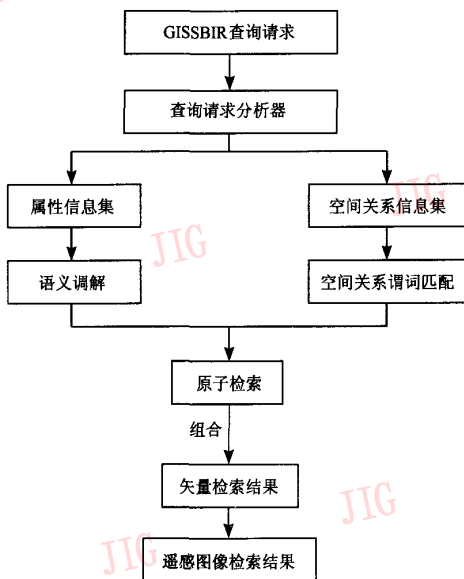 GISSBIR查询请求
查询请求分析器
属性信息集
空间关系信息集
JIG
JIG
语义调解
空间关系谓词匹配
原子检索
组合
矢量检索结果
JIG
JIG
遥感图像检索结果